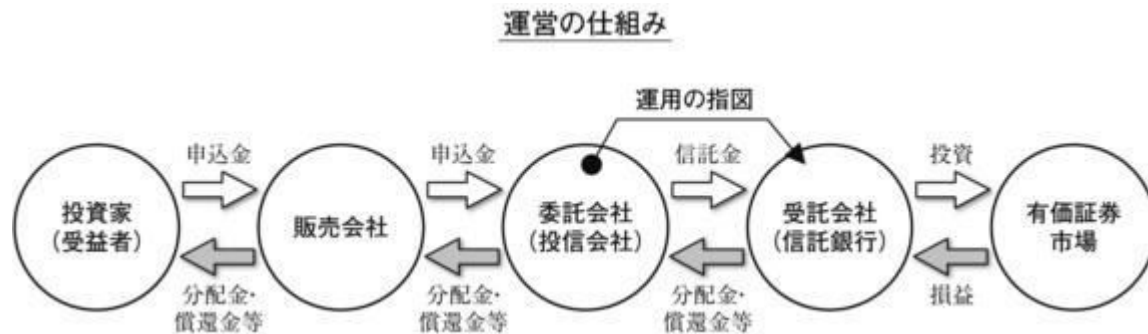 運営の仕組み
運用の指図
申込金
申込金
信託金
投資
投資家
(受益者)
販売会社
委託会社
(投信会社)
受託会社
(信託銀行)
有価証券
市場
分配金・
償還金等
分配金・
償還金等
分配金・
償還金等
損益